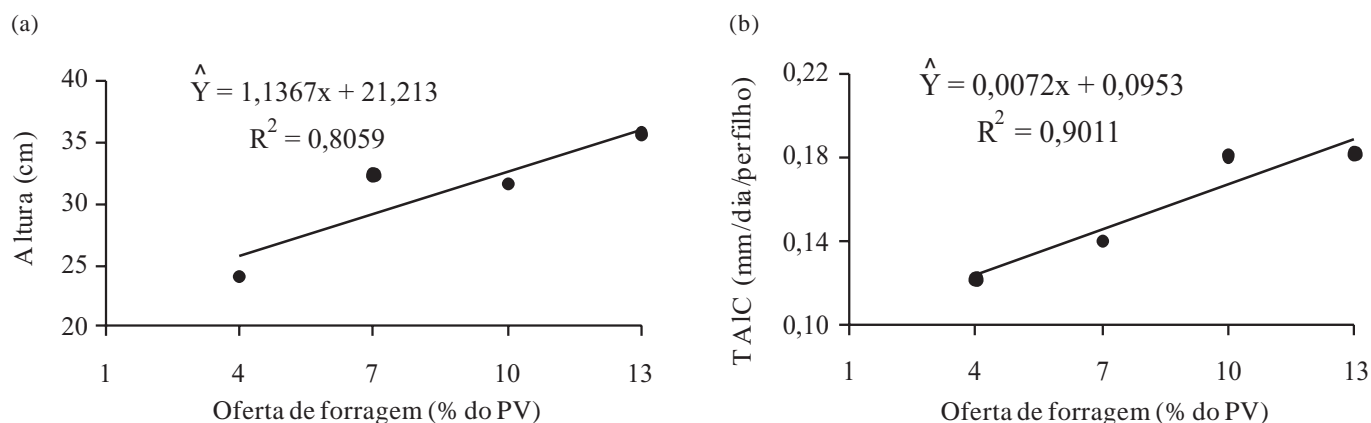 (a)
Ŷ = 1,1367x + 21,213
R² = 0,8059
Altura (cm)
40
35
30
25
20
1 4 7 10 13
Oferta de forragem (% do PV)
(b)
Ŷ = 0,0072x + 0,0953
R² = 0,9011
TAlC (mm/dia/perfilho)
0,22
0,18
0,14
0,10
1 4 7 10 13
Oferta de forragem (% do PV)